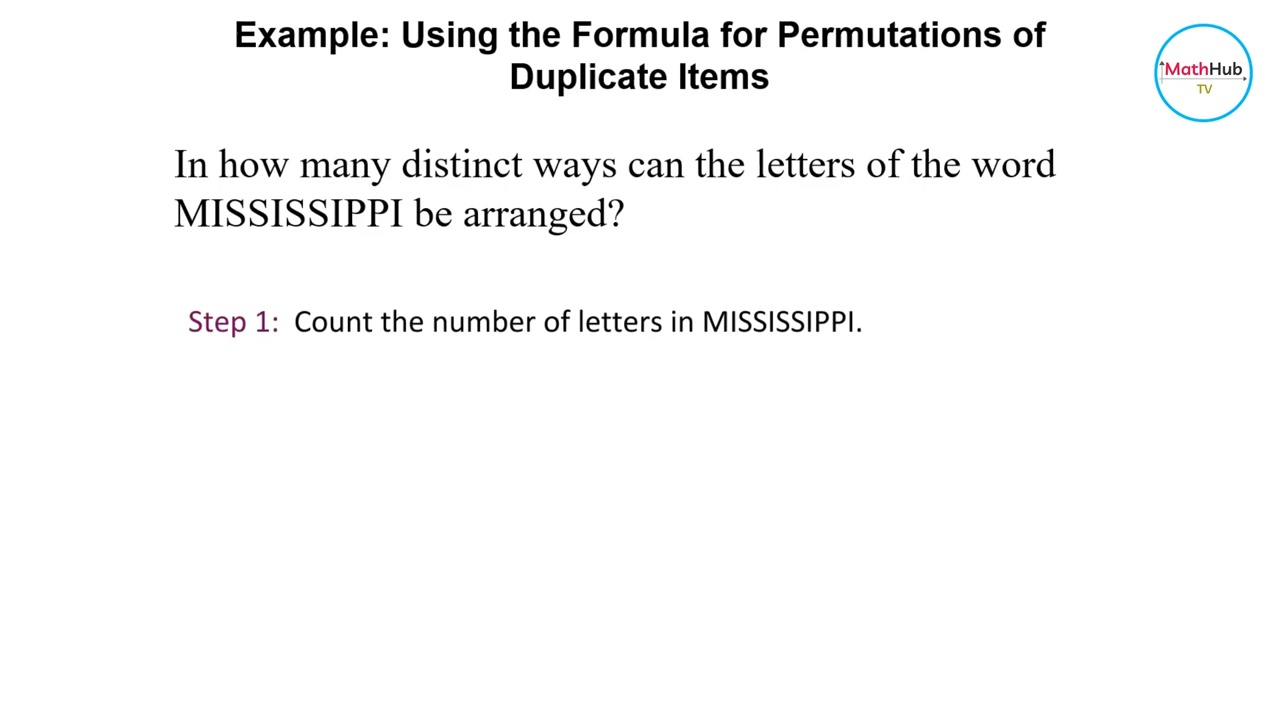 Example: Using the Formula for Permutations of
Duplicate Items
MathHub
TV
In how many distinct ways can the letters of the word
MISSISSIPPI be arranged?
Step 1: Count the number of letters in MISSISSIPPI.